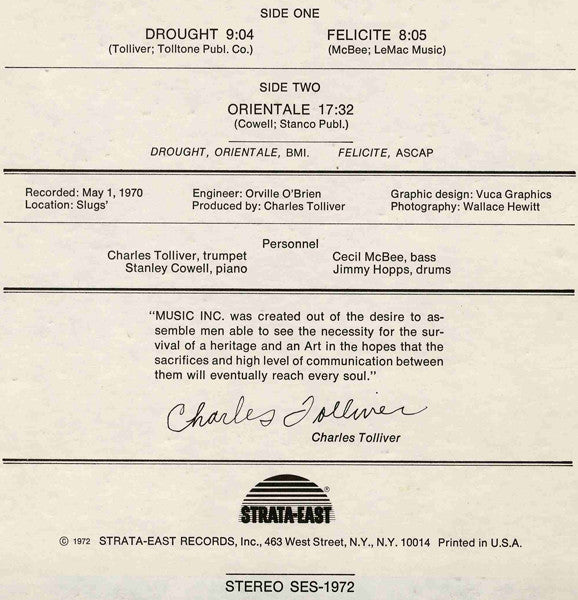 SIDE ONE
DROUGHT 9:04 FELICITE 8:05
(Tolliver; Tolltone Publ. Co.) (McBee; LeMac Music)
SIDE TWO
ORIENTALE 17:32
(Cowell; Stanco Publ.)
DROUGHT, ORIENTALE, BMI. FELICITE, ASCAP
Recorded: May 1, 1970 Engineer: Orville O'Brien Graphic design: Vuca Graphics
Location: Slugs' Produced by: Charles Tolliver Photography: Wallace Hewitt
Personnel
Charles Tolliver, trumpet Cecil McBee, bass
Stanley Cowell, piano Jimmy Hopps, drums
"MUSIC INC. was created out of the desire to as-
semble men able to see the necessity for the sur-
vival of a heritage and an Art in the hopes that the
sacrifices and high level of communication between
them will eventually reach every soul."
Charles Tolliver
Charles Tolliver
STRATA-EAST®
© 1972 STRATA-EAST RECORDS, Inc., 463 West Street, N.Y., N.Y. 10014 Printed in U.S.A.
STEREO SES-1972